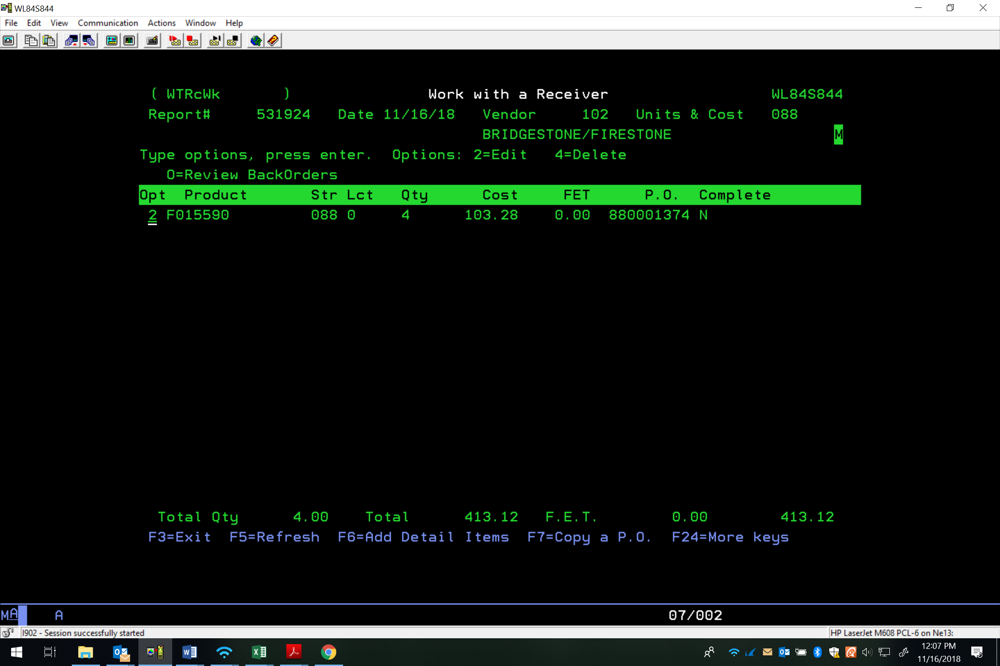 WL84S844
File Edit View Communication Actions Window Help
( WTRcWk ) Work with a Receiver WL84S844
Report# 531924 Date 11/16/18 Vendor 102 Units & Cost 088
BRIDGESTONE/FIRESTONE M
Type options, press enter. Options: 2=Edit 4=Delete
O=Review BackOrders
Opt Product Str Lct Qty Cost FET P.O. Complete
2 F015590 088 0 4 103.28 0.00 880001374 N
Total Qty 4.00 Total 413.12 F.E.T. 0.00 413.12
F3=Exit F5=Refresh F6=Add Detail Items F7=Copy a P.O. F24=More keys
MA A 07/002
I902 - Session successfully started HP LaserJet M608 PCL-6 on Ne13:
12:07 PM
11/16/2018